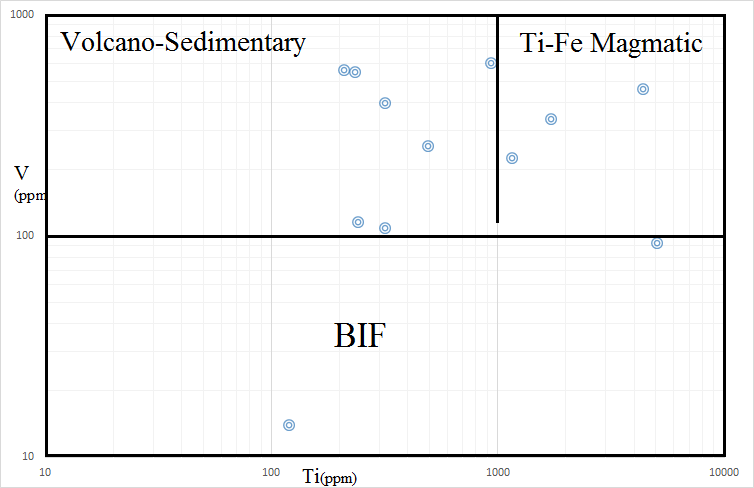 1000
Volcano-Sedimentary
Ti-Fe Magmatic
V
(ppm
100
BIF
10
10
100
1000
10000
Ti(ppm)